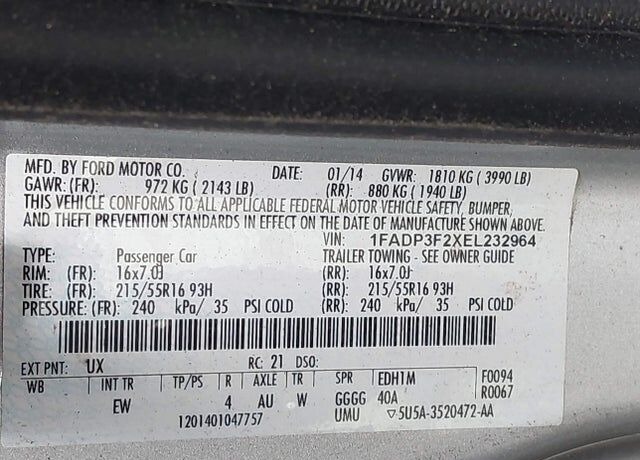 MFD. BY FORD MOTOR CO. DATE: 01/14 GVWR: 1810 KG ( 3990 LB)
GAWR: (FR): 972 KG ( 2143 LB) (RR): 880 KG ( 1940 LB)
THIS VEHICLE CONFORMS TO ALL APPLICABLE FEDERAL MOTOR VEHICLE SAFETY, BUMPER,
AND THEFT PREVENTION STANDARDS IN EFFECT ON THE DATE OF MANUFACTURE SHOWN ABOVE.
VIN: 1FADP3F2XEL232964
TYPE: Passenger Car TRAILER TOWING - SEE OWNER GUIDE
RIM: (FR): 16x7.0J (RR): 16x7.0J
TIRE: (FR): 215/55R16 93H (RR): 215/55R16 93H
PRESSURE: (FR): 240 kPa/ 35 PSI COLD (RR): 240 kPa/ 35 PSI COLD
EXT PNT: UX RC: 21 DSO:
WB INT TR TP/PS R AXLE TR SPR EDH1M F0094
EW 4 AU W GGGG 40A R0067
1201401047757 UMU ▽5U5A-3520472-AA